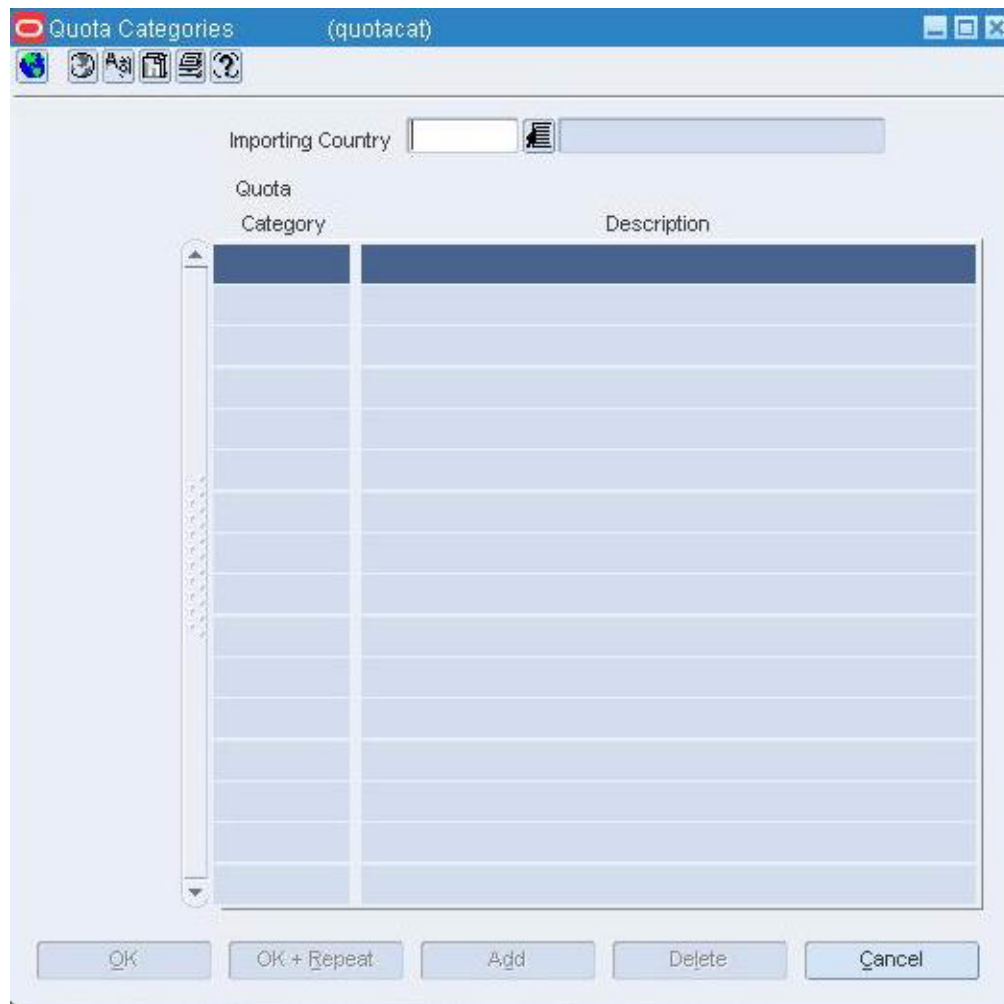 Quota Categories (quotacat)
Importing Country
Quota
Category Description
OK OK + Repeat Add Delete Cancel